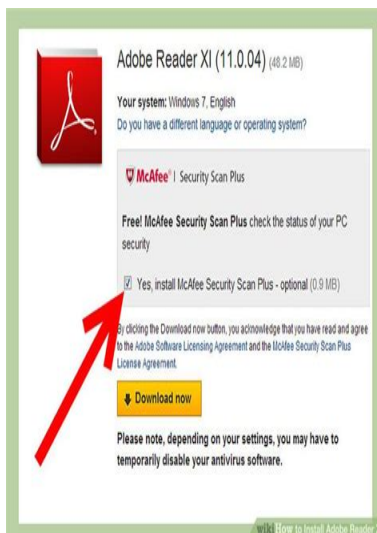 Adobe Reader XI (11.0.04) (48.2 MB)
Your system: Windows 7, English
Do you have a different language or operating system?
McAfee® | Security Scan Plus
Free! McAfee Security Scan Plus check the status of your PC
security
Yes, install McAfee Security Scan Plus - optional (0.9 MB)
By clicking the Download now button, you acknowledge that you have read and agree
to the Adobe Software Licensing Agreement and the McAfee Security Scan Plus
License Agreement.
Download now
Please note, depending on your settings, you may have to
temporarily disable your antivirus software.
wikiHow to Install Adobe Reader